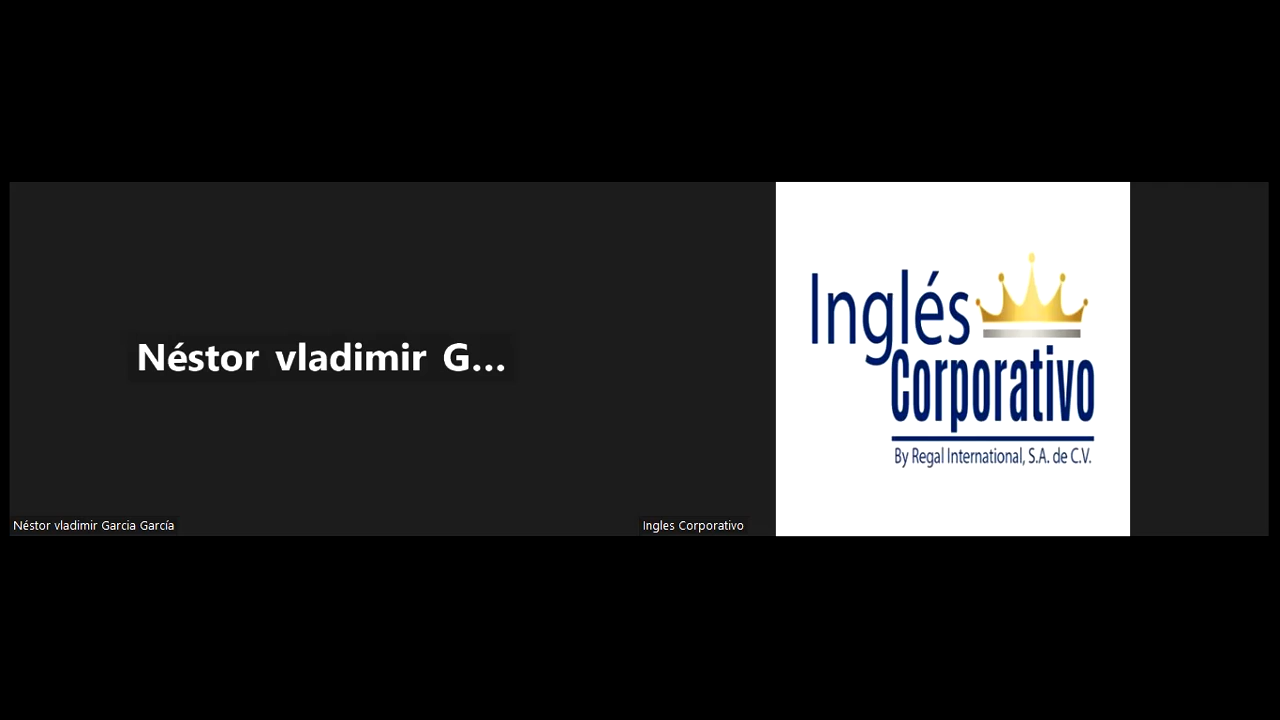 Néstor vladimir G...
Néstor vladimir Garcia García
Inglés
Corporativo
By Regal International, S.A. de C.V.
Ingles Corporativo